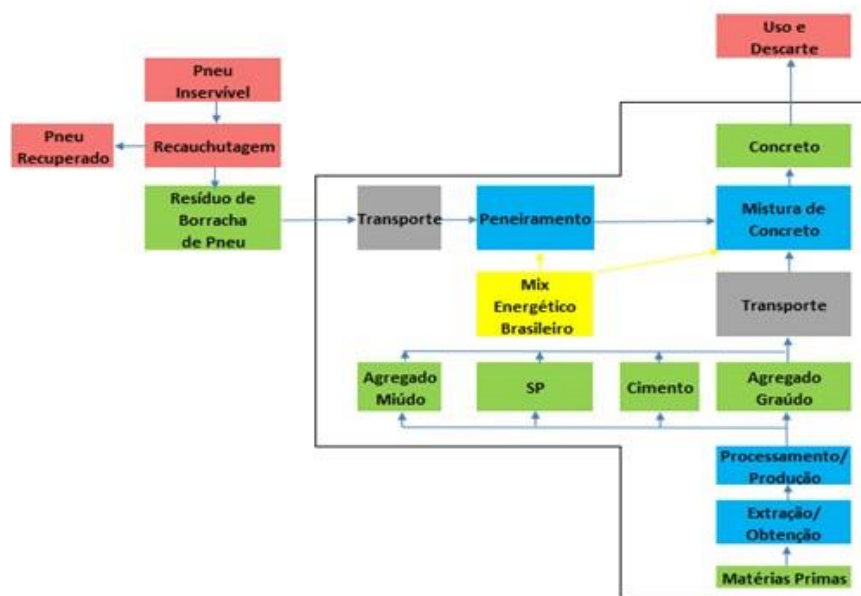 Uso e
Descarte
Pneu
Inservível
Pneu
Recuperado
Recauchutagem
Concreto
Resíduo de
Borracha
de Pneu
Transporte
Peneiramento
Mistura de
Concreto
Mix
Energético
Brasileiro
Transporte
Agregado
Miúdo
SP
Cimento
Agregado
Graúdo
Processamento/
Produção
Extração/
Obtenção
Matérias Primas